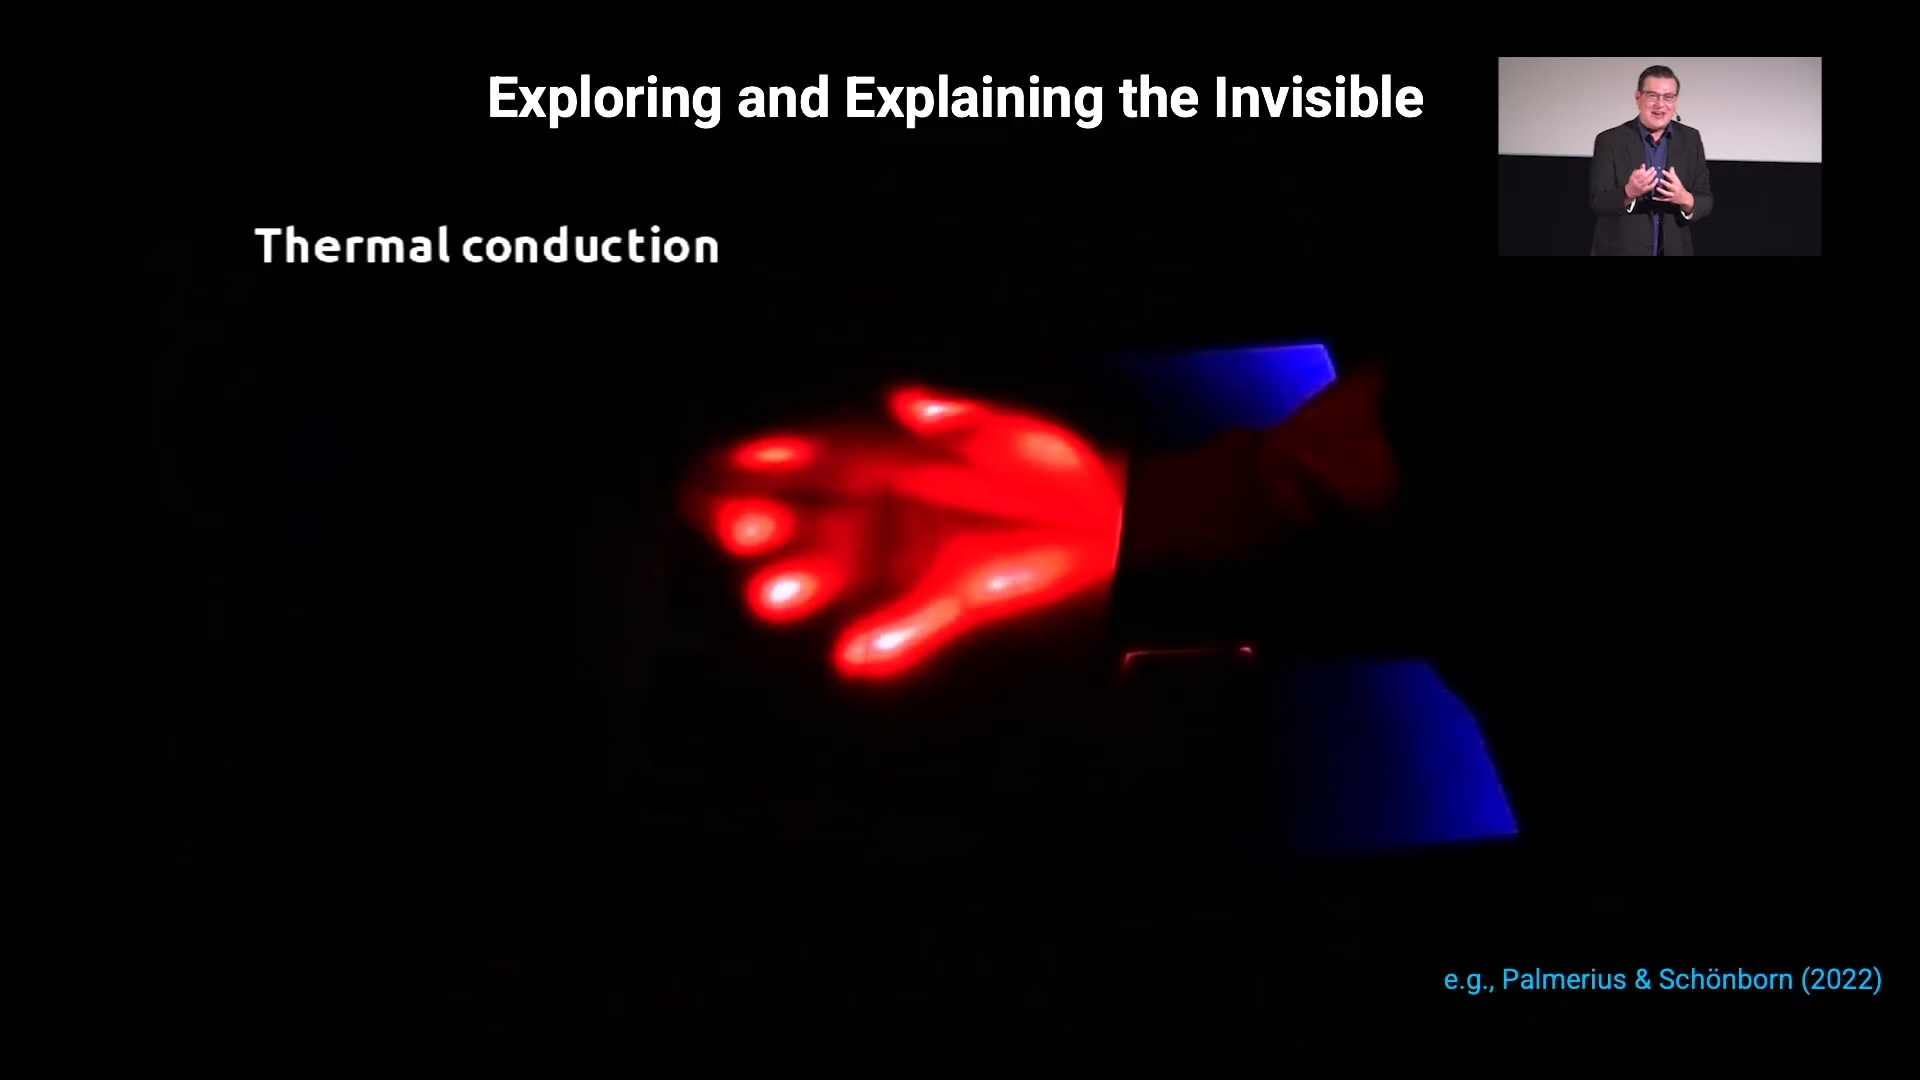 Exploring and Explaining the Invisible
Thermal conduction
e.g., Palmerius & Schönborn (2022)